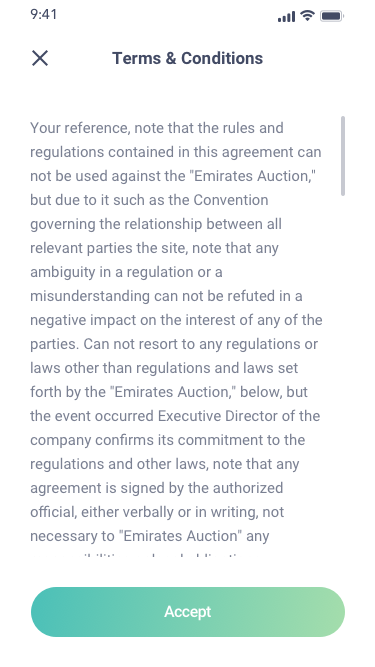 9:41
Terms & Conditions
Your reference, note that the rules and
regulations contained in this agreement can
not be used against the "Emirates Auction,"
but due to it such as the Convention
governing the relationship between all
relevant parties the site, note that any
ambiguity in a regulation or a
misunderstanding can not be refuted in a
negative impact on the interest of any of the
parties. Can not resort to any regulations or
laws other than regulations and laws set
forth by the "Emirates Auction," below, but
the event occurred Executive Director of the
company confirms its commitment to the
regulations and other laws, note that any
agreement is signed by the authorized
official, either verbally or in writing, not
necessary to "Emirates Auction" any
Accept